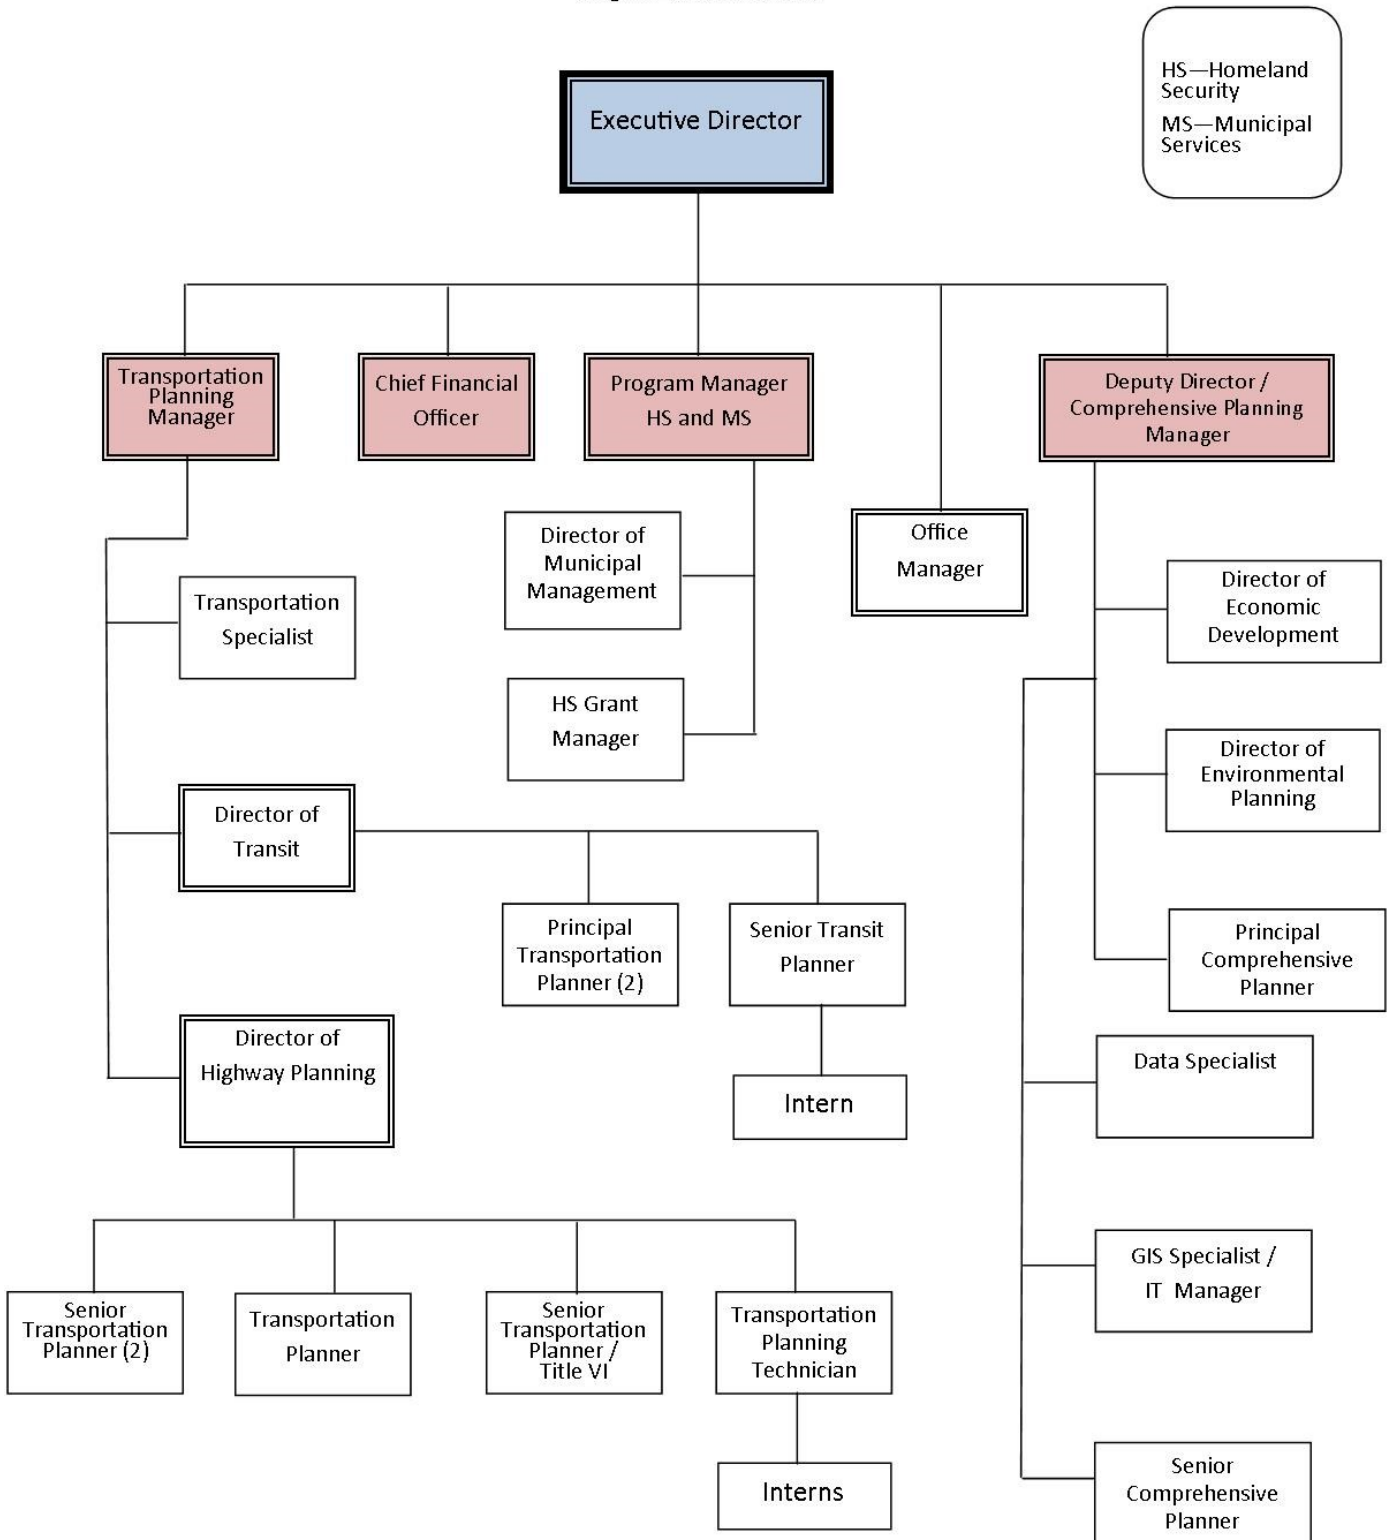 HS—Homeland
Security
MS—Municipal
Services
Executive Director
Transportation
Planning
Manager
Chief Financial
Officer
Program Manager
HS and MS
Deputy Director /
Comprehensive Planning
Manager
Office
Manager
Director of
Municipal
Management
HS Grant
Manager
Transportation
Specialist
Director of
Transit
Principal
Transportation
Planner (2)
Senior Transit
Planner
Intern
Director of
Highway Planning
Senior
Transportation
Planner (2)
Transportation
Planner
Senior
Transportation
Planner /
Title VI
Transportation
Planning
Technician
Interns
Director of
Economic
Development
Director of
Environmental
Planning
Principal
Comprehensive
Planner
Data Specialist
GIS Specialist /
IT  Manager
Senior
Comprehensive
Planner